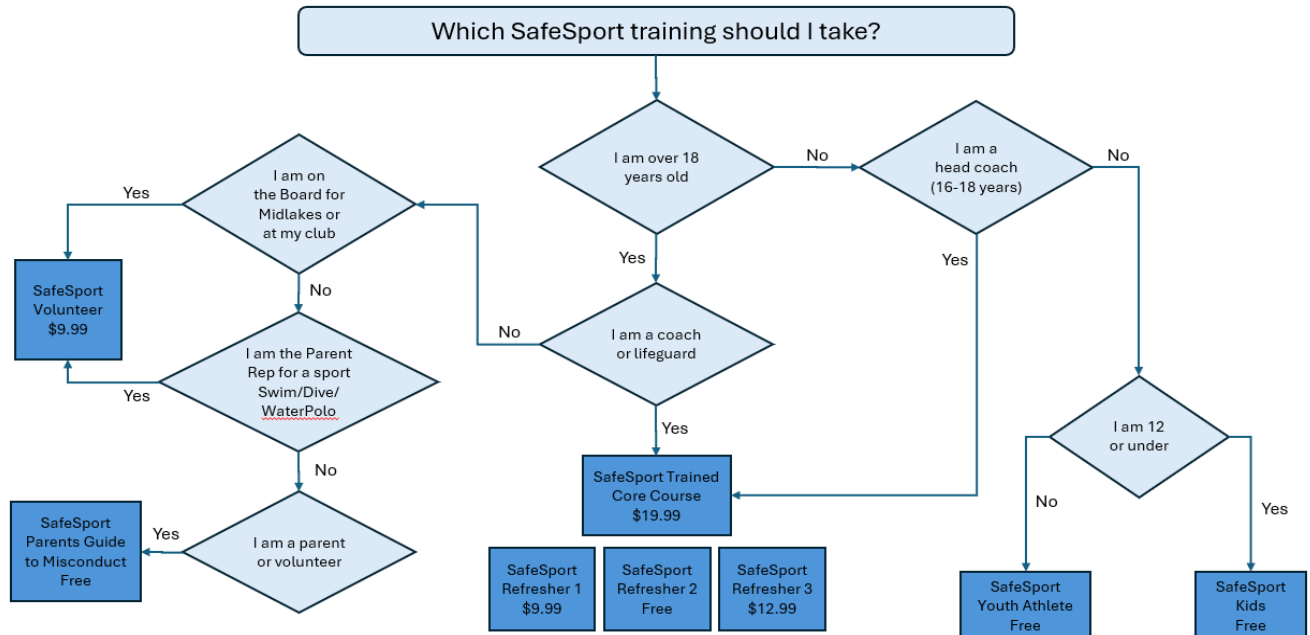 Which SafeSport training should I take?
I am over 18
years old
No
I am a
head coach
(16-18 years)
No
Yes
I am on
the Board for
Midlakes or
at my club
Yes
Yes
SafeSport
Volunteer
$9.99
No
No
I am a coach
or lifeguard
I am the Parent
Rep for a sport
Swim/Dive/
WaterPolo
Yes
Yes
I am 12
or under
No
SafeSport Trained
Core Course
$19.99
No
Yes
SafeSport
Parents Guide
to Misconduct
Free
Yes
I am a parent
or volunteer
SafeSport
Refresher 1
$9.99
SafeSport
Refresher 2
Free
SafeSport
Refresher 3
$12.99
SafeSport
Youth Athlete
Free
SafeSport
Kids
Free